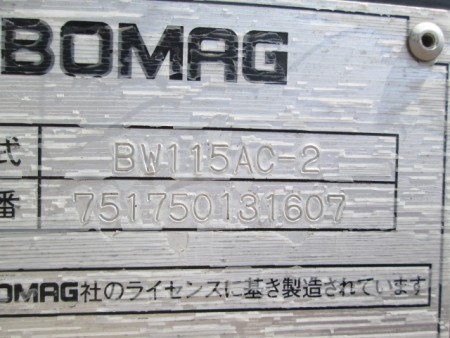 BOMAG
式 BW115AC-2
番 751750131607
BOMAG社のライセンスに基き製造されています